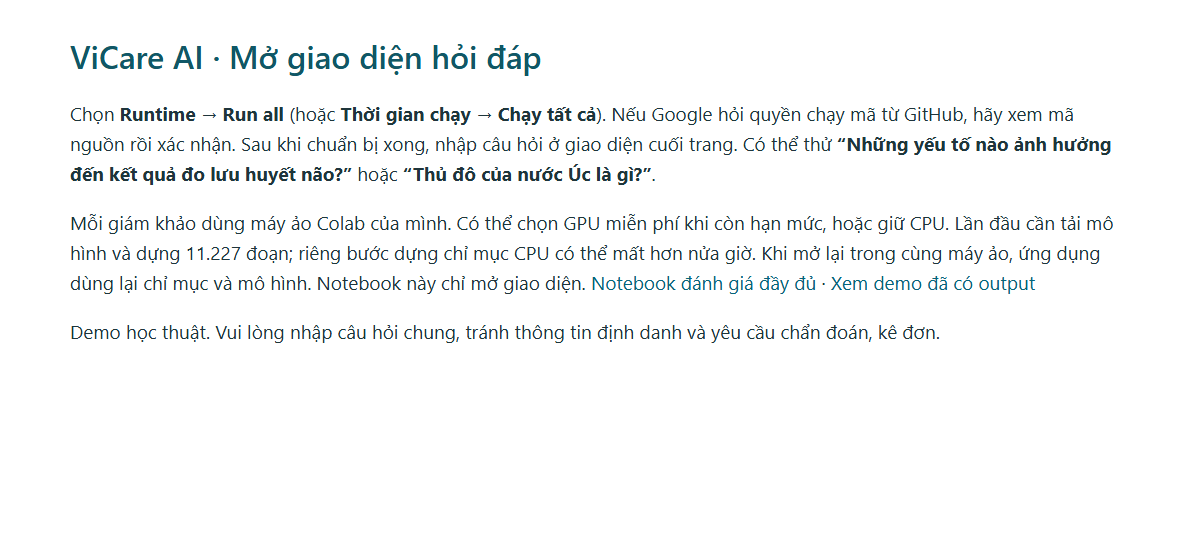 ViCare AI · Mở giao diện hỏi đáp
Chọn Runtime → Run all (hoặc Thời gian chạy → Chạy tất cả). Nếu Google hỏi quyền chạy mã từ GitHub, hãy xem mã
nguồn rồi xác nhận. Sau khi chuẩn bị xong, nhập câu hỏi ở giao diện cuối trang. Có thể thử “Những yếu tố nào ảnh hưởng
đến kết quả đo lưu huyết não?” hoặc “Thủ đô của nước Úc là gì?”.
Mỗi giám khảo dùng máy ảo Colab của mình. Có thể chọn GPU miễn phí khi còn hạn mức, hoặc giữ CPU. Lần đầu cần tải mô
hình và dựng 11.227 đoạn; riêng bước dựng chỉ mục CPU có thể mất hơn nửa giờ. Khi mở lại trong cùng máy ảo, ứng dụng
dùng lại chỉ mục và mô hình. Notebook này chỉ mở giao diện. Notebook đánh giá đầy đủ · Xem demo đã có output
Demo học thuật. Vui lòng nhập câu hỏi chung, tránh thông tin định danh và yêu cầu chẩn đoán, kê đơn.